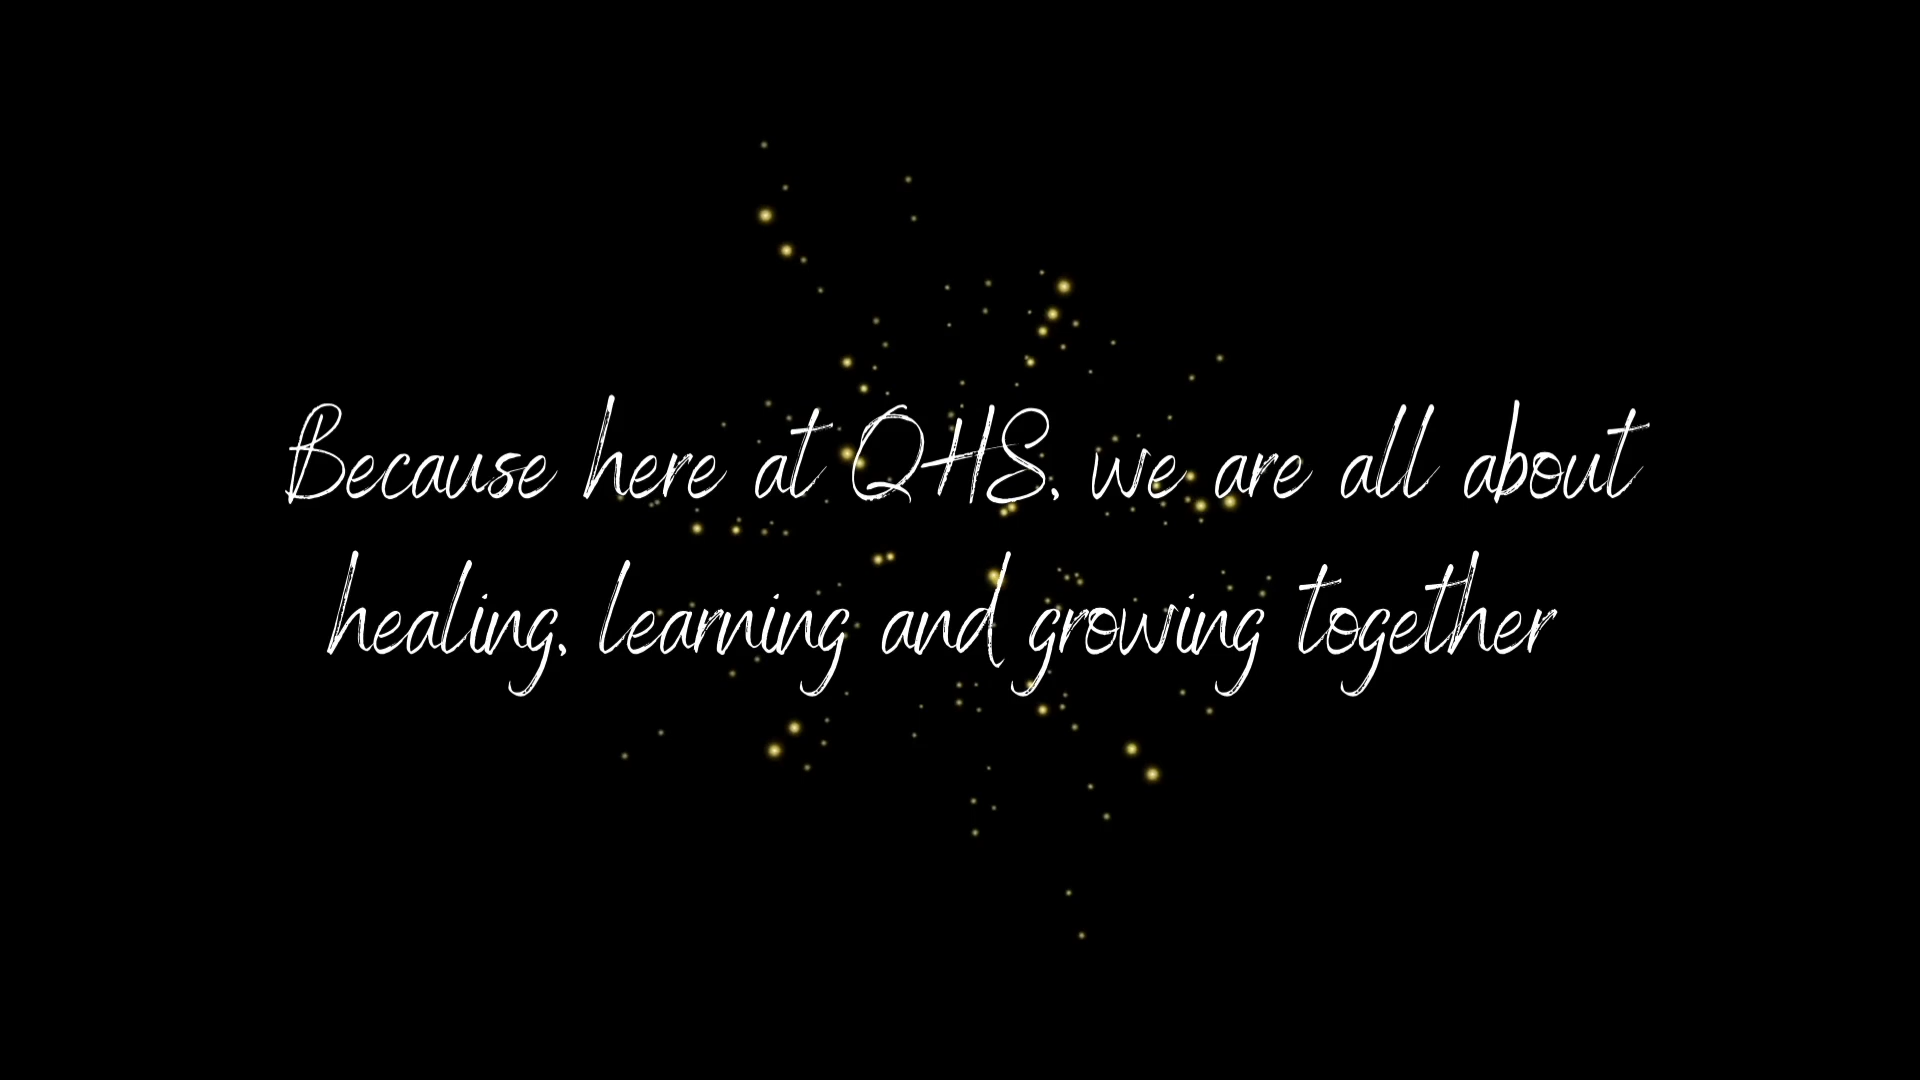 Because here at QHS, we are all about
healing, learning and growing together